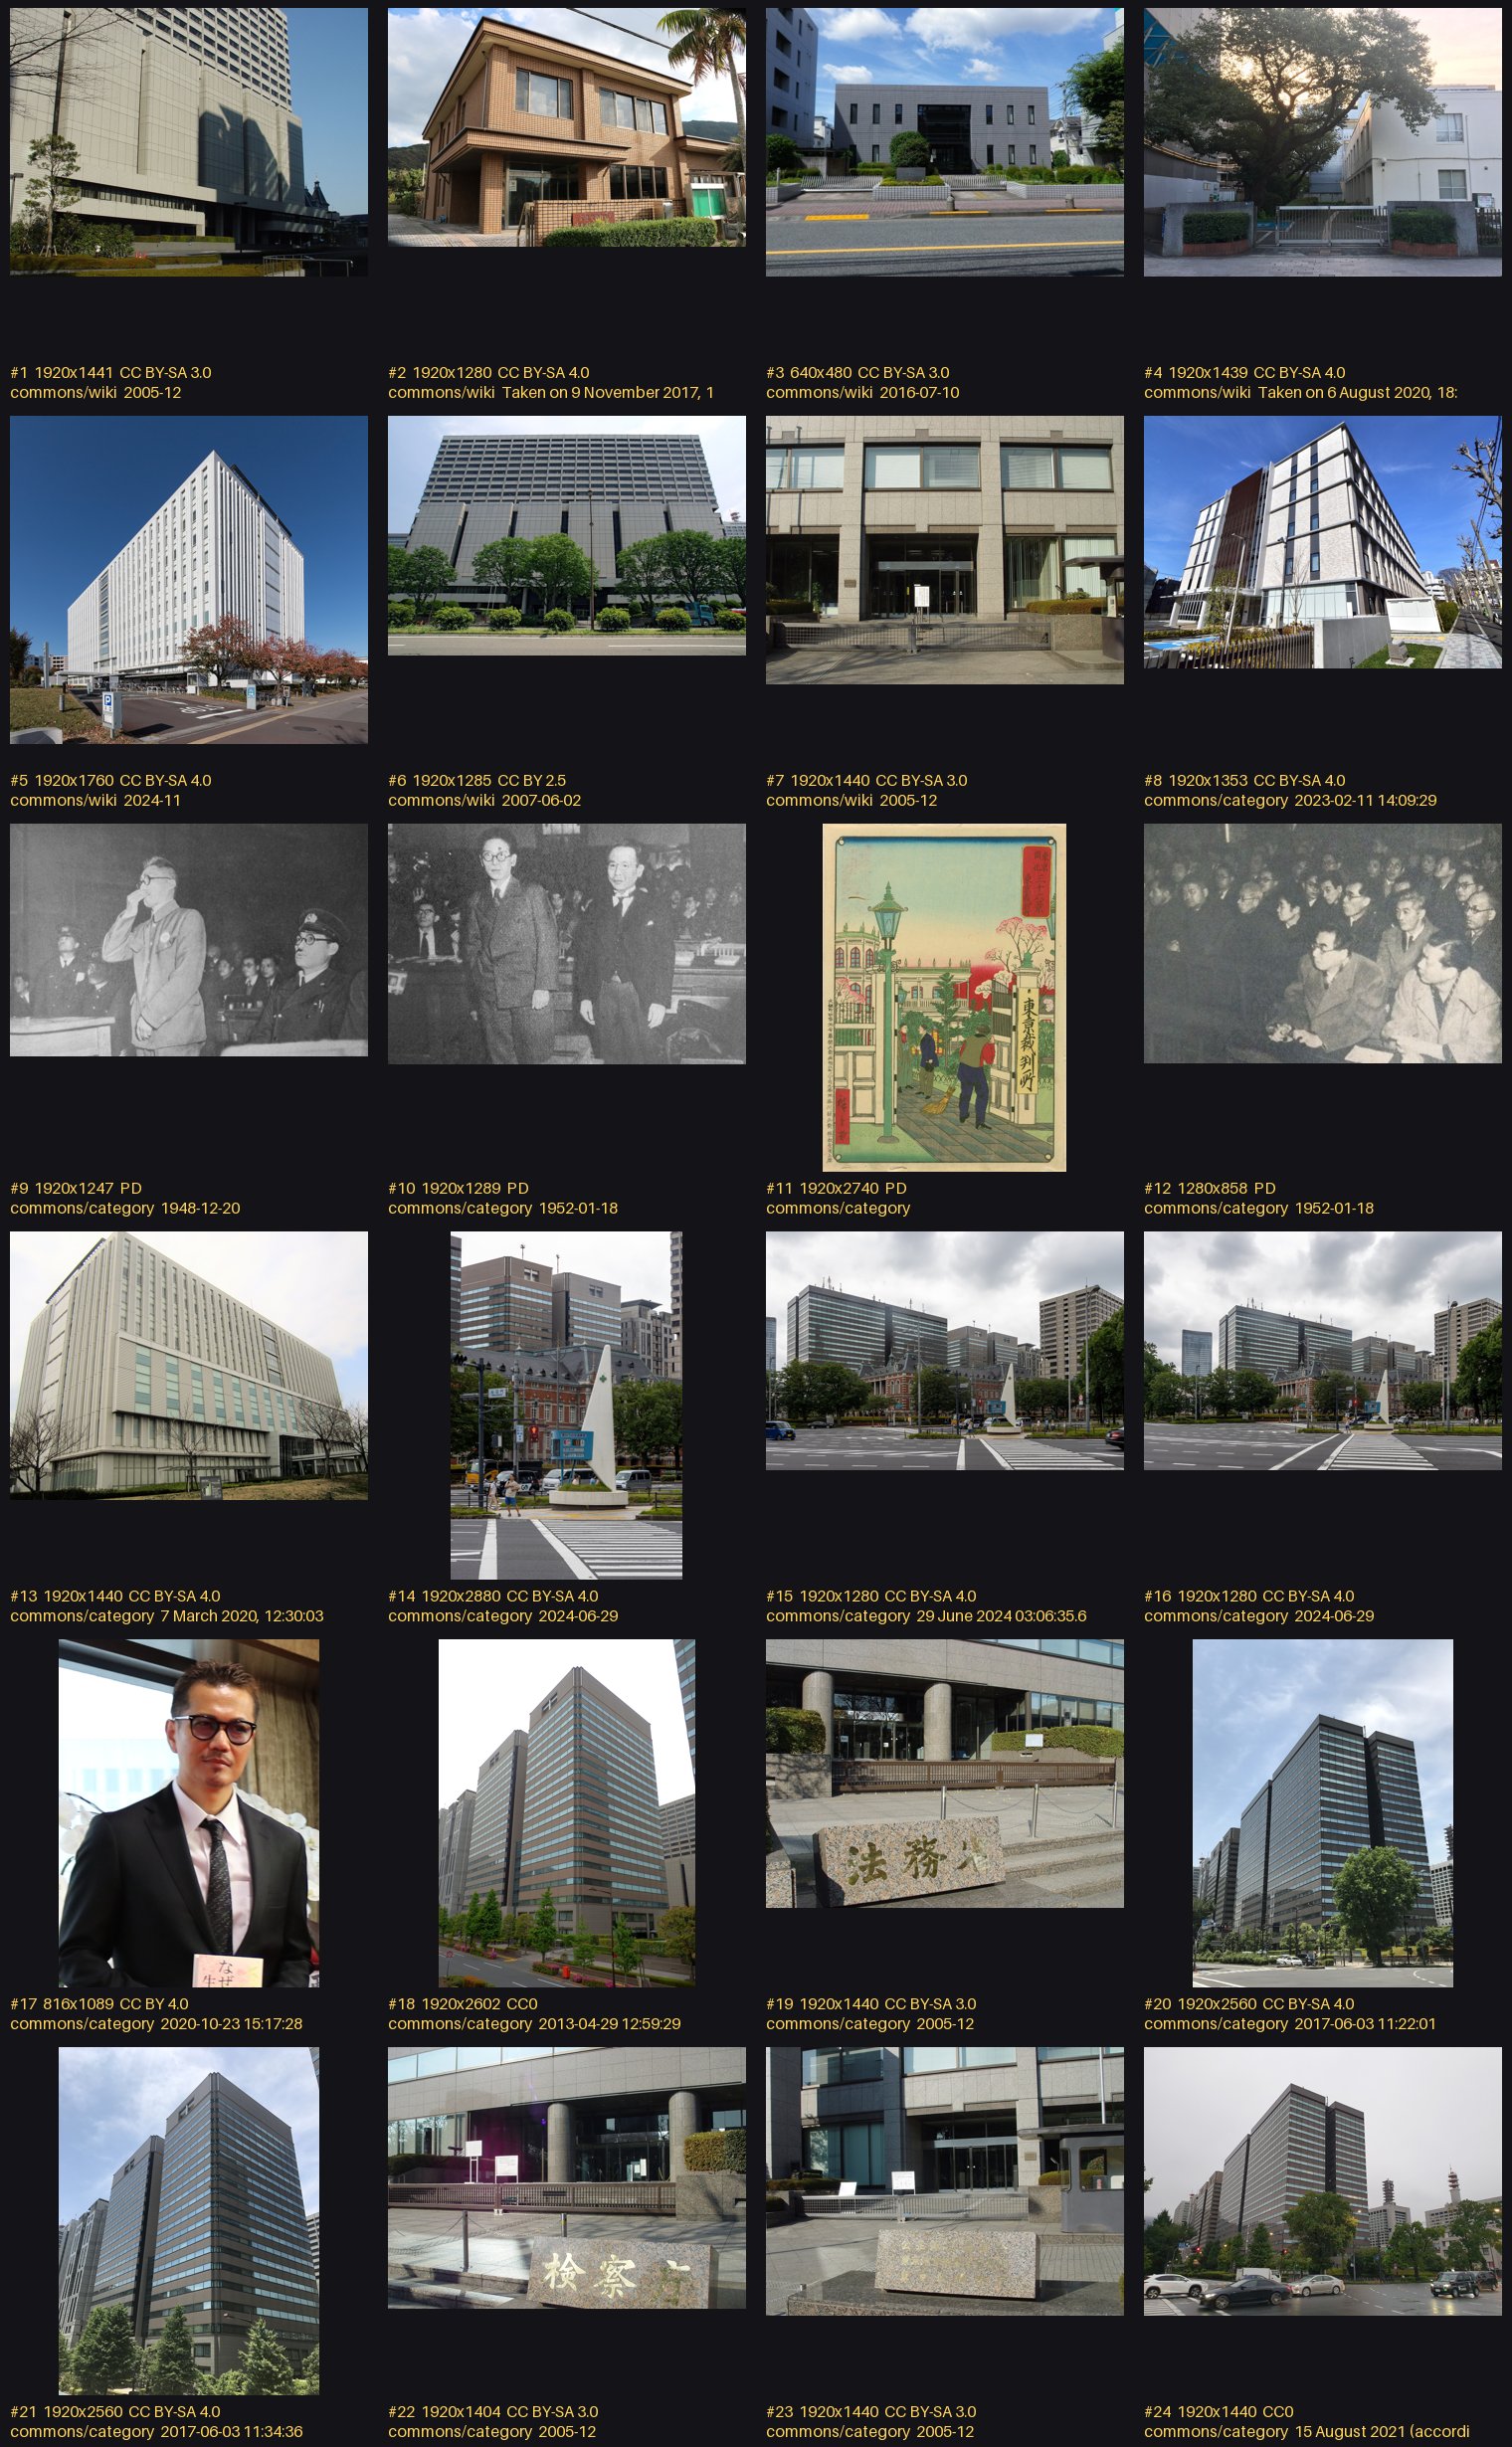 #1 1920x1441 CC BY-SA 3.0
commons/wiki 2005-12
#2 1920x1280 CC BY-SA 4.0
commons/wiki Taken on 9 November 2017, 1
#3 640x480 CC BY-SA 3.0
commons/wiki 2016-07-10
#4 1920x1439 CC BY-SA 4.0
commons/wiki Taken on 6 August 2020, 18:
#5 1920x1760 CC BY-SA 4.0
commons/wiki 2024-11
#6 1920x1285 CC BY 2.5
commons/wiki 2007-06-02
#7 1920x1440 CC BY-SA 3.0
commons/wiki 2005-12
#8 1920x1353 CC BY-SA 4.0
commons/category 2023-02-11 14:09:29
東京裁判所
#9 1920x1247 PD
commons/category 1948-12-20
#10 1920x1289 PD
commons/category 1952-01-18
#11 1920x2740 PD
commons/category
#12 1280x858 PD
commons/category 1952-01-18
#13 1920x1440 CC BY-SA 4.0
commons/category 7 March 2020, 12:30:03
#14 1920x2880 CC BY-SA 4.0
commons/category 2024-06-29
#15 1920x1280 CC BY-SA 4.0
commons/category 29 June 2024 03:06:35.6
#16 1920x1280 CC BY-SA 4.0
commons/category 2024-06-29
なぜ
法務
#17 816x1089 CC BY 4.0
commons/category 2020-10-23 15:17:28
#18 1920x2602 CC0
commons/category 2013-04-29 12:59:29
#19 1920x1440 CC BY-SA 3.0
commons/category 2005-12
#20 1920x2560 CC BY-SA 4.0
commons/category 2017-06-03 11:22:01
検察
#21 1920x2560 CC BY-SA 4.0
commons/category 2017-06-03 11:34:36
#22 1920x1404 CC BY-SA 3.0
commons/category 2005-12
#23 1920x1440 CC BY-SA 3.0
commons/category 2005-12
#24 1920x1440 CC0
commons/category 15 August 2021 (accordi